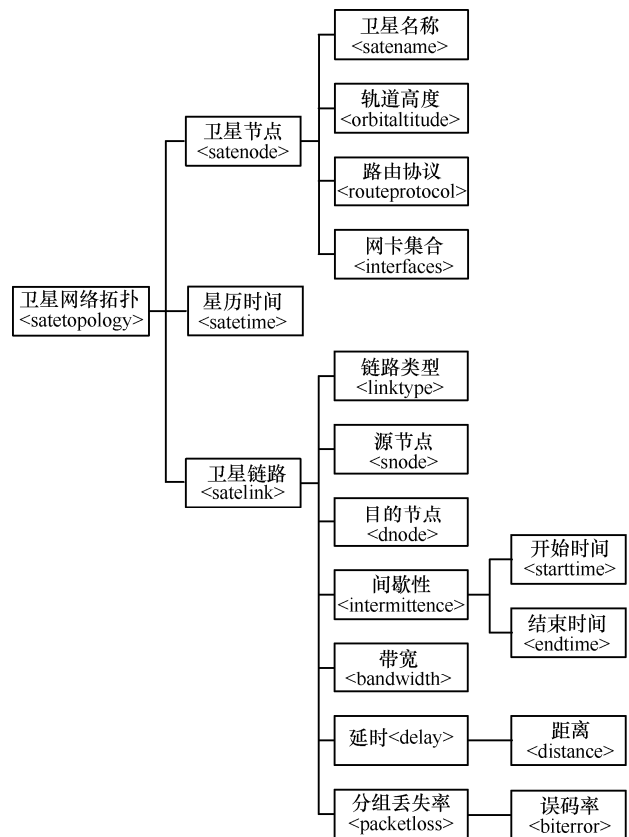 卫星名称
<satename>
轨道高度
<orbitaltitude>
卫星节点
<satenode>
路由协议
<routeprotocol>
网卡集合
<interfaces>
卫星网络拓扑
<satetopology>
星历时间
<satetime>
链路类型
<linktype>
源节点
<snode>
卫星链路
<satelink>
目的节点
<dnode>
间歇性
<intermittence>
开始时间
<starttime>
结束时间
<endtime>
带宽
<bandwidth>
延时<delay>
距离
<distance>
分组丢失率
<packetloss>
误码率
<biterror>